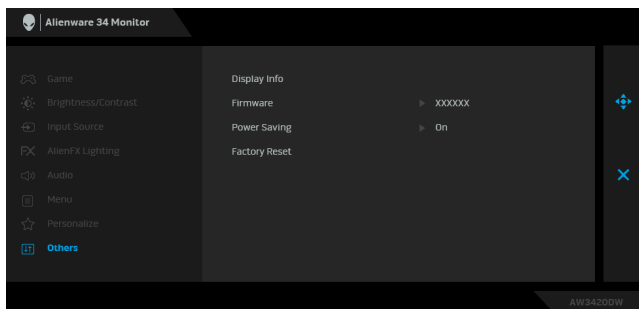 Alienware 34 Monitor
Game
Brightness/Contrast
Input Source
AlienFX Lighting
Audio
Menu
Personalize
Others
Display Info
Firmware XXXXXX
Power Saving On
Factory Reset
AW3420DW